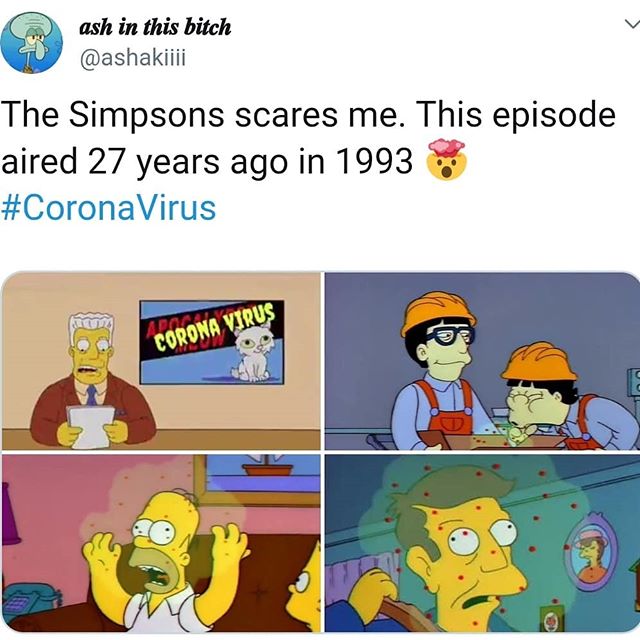 ash in this bitch
@ashakiiii
The Simpsons scares me. This episode
aired 27 years ago in 1993 🤯
#CoronaVirus
CORONA VIRUS